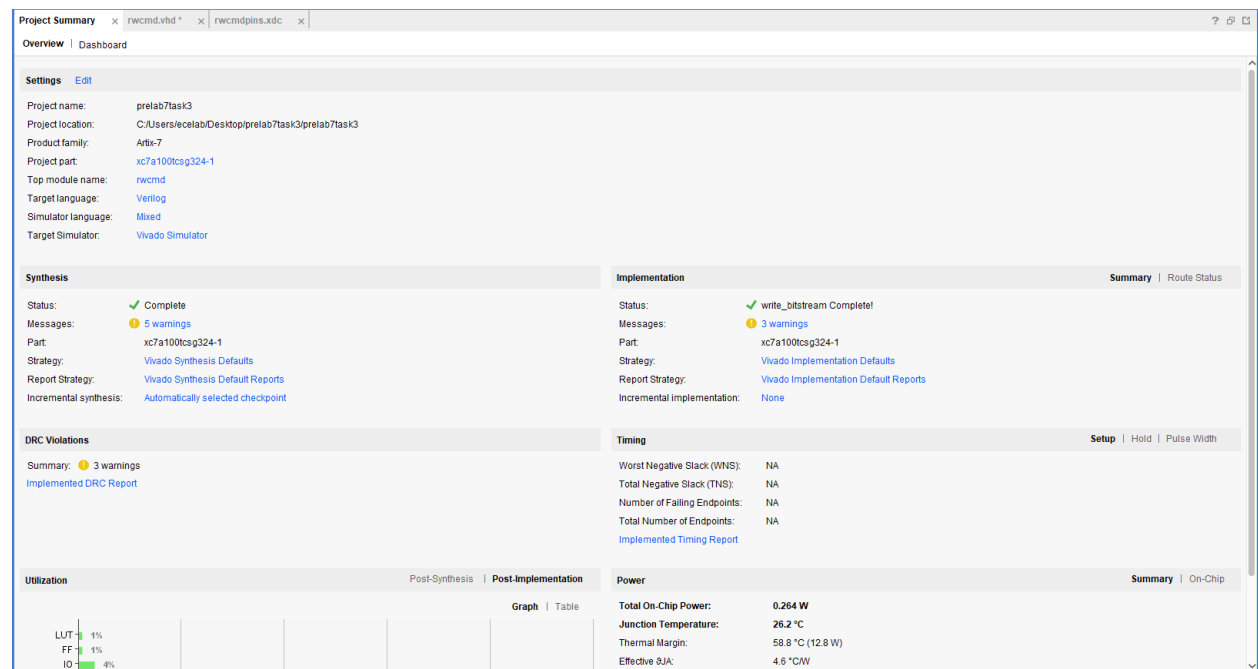 Project Summary × rwcmd.vhd * × rwcmdpins.xdc × ?
Overview | Dashboard
Settings Edit
Project name: prelab7task3
Project location: C:/Users/ecelab/Desktop/prelab7task3/prelab7task3
Product family: Artix-7
Project part: xc7a100tcsg324-1
Top module name: rwcmd
Target language: Verilog
Simulator language: Mixed
Target Simulator: Vivado Simulator
Synthesis
Status: Complete
Messages: 5 warnings
Part: xc7a100tcsg324-1
Strategy: Vivado Synthesis Defaults
Report Strategy: Vivado Synthesis Default Reports
Incremental synthesis: Automatically selected checkpoint
Implementation Summary | Route Status
Status: write_bitstream Complete!
Messages: 3 warnings
Part: xc7a100tcsg324-1
Strategy: Vivado Implementation Defaults
Report Strategy: Vivado Implementation Default Reports
Incremental implementation: None
DRC Violations
Summary: 3 warnings
Implemented DRC Report
Timing Setup | Hold | Pulse Width
Worst Negative Slack (WNS): NA
Total Negative Slack (TNS): NA
Number of Failing Endpoints: NA
Total Number of Endpoints: NA
Implemented Timing Report
Utilization Post-Synthesis | Post-Implementation
Graph | Table
LUT 1%
FF 1%
IO 4%
Power Summary | On-Chip
Total On-Chip Power: 0.264 W
Junction Temperature: 26.2 °C
Thermal Margin: 58.8 °C (12.8 W)
Effective ϑJA: 4.6 °C/W